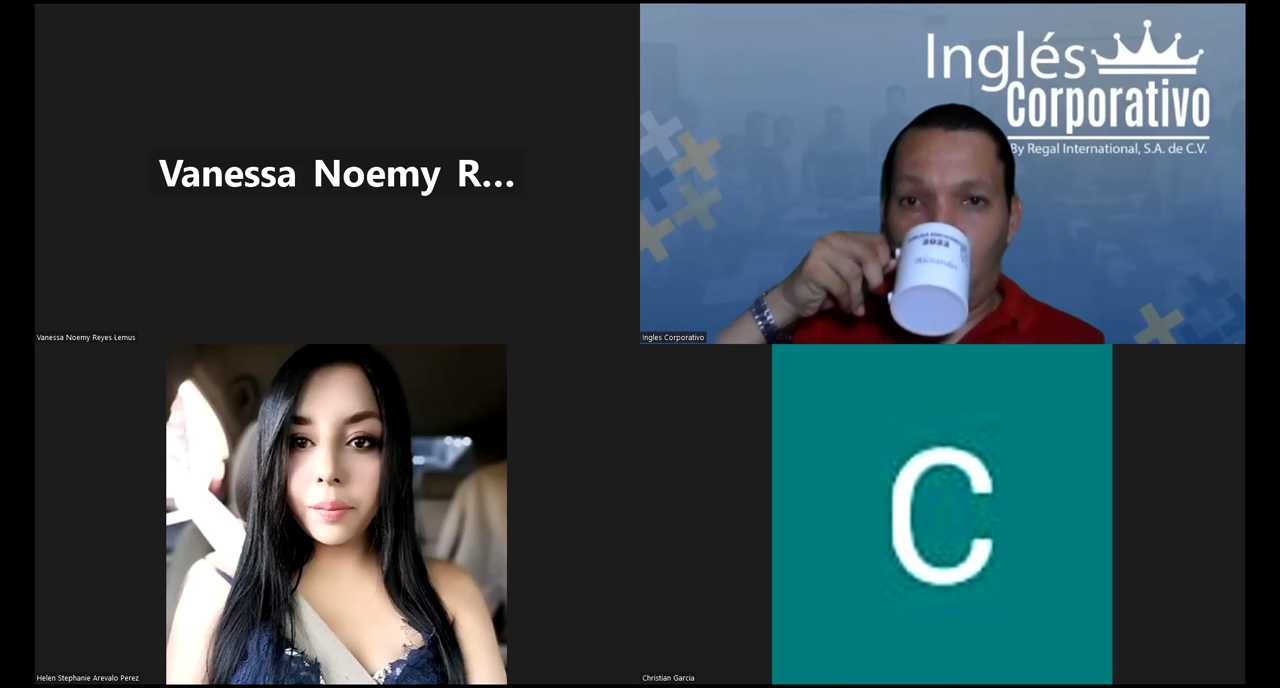 Vanessa Noemy R...
Vanessa Noemy Reyes Lemus
Inglés
Corporativo
By Regal International, S.A. de C.V.
2022
Ingles Corporativo
Helen Stephanie Arevalo Perez
C
Christian Garcia